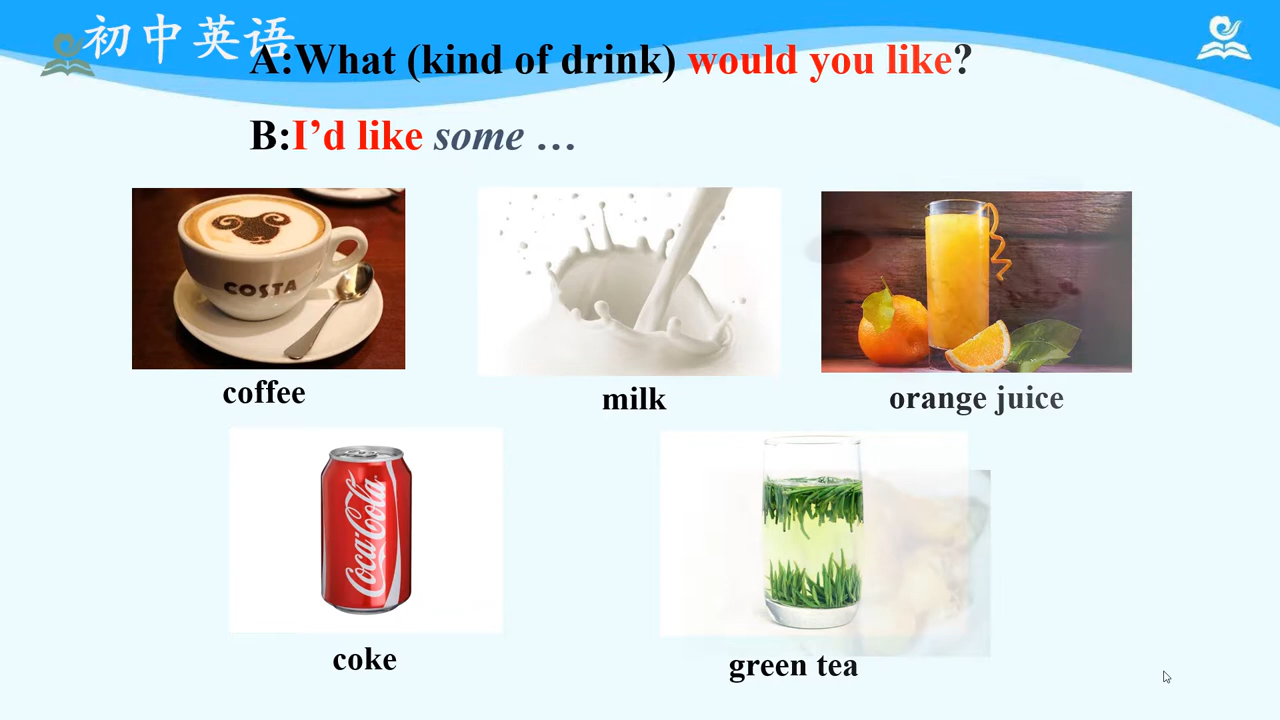 初中英语
A:What (kind of drink) would you like?
B:I’d like some …
COSTA
coffee
milk
orange juice
Coca-Cola
coke
green tea